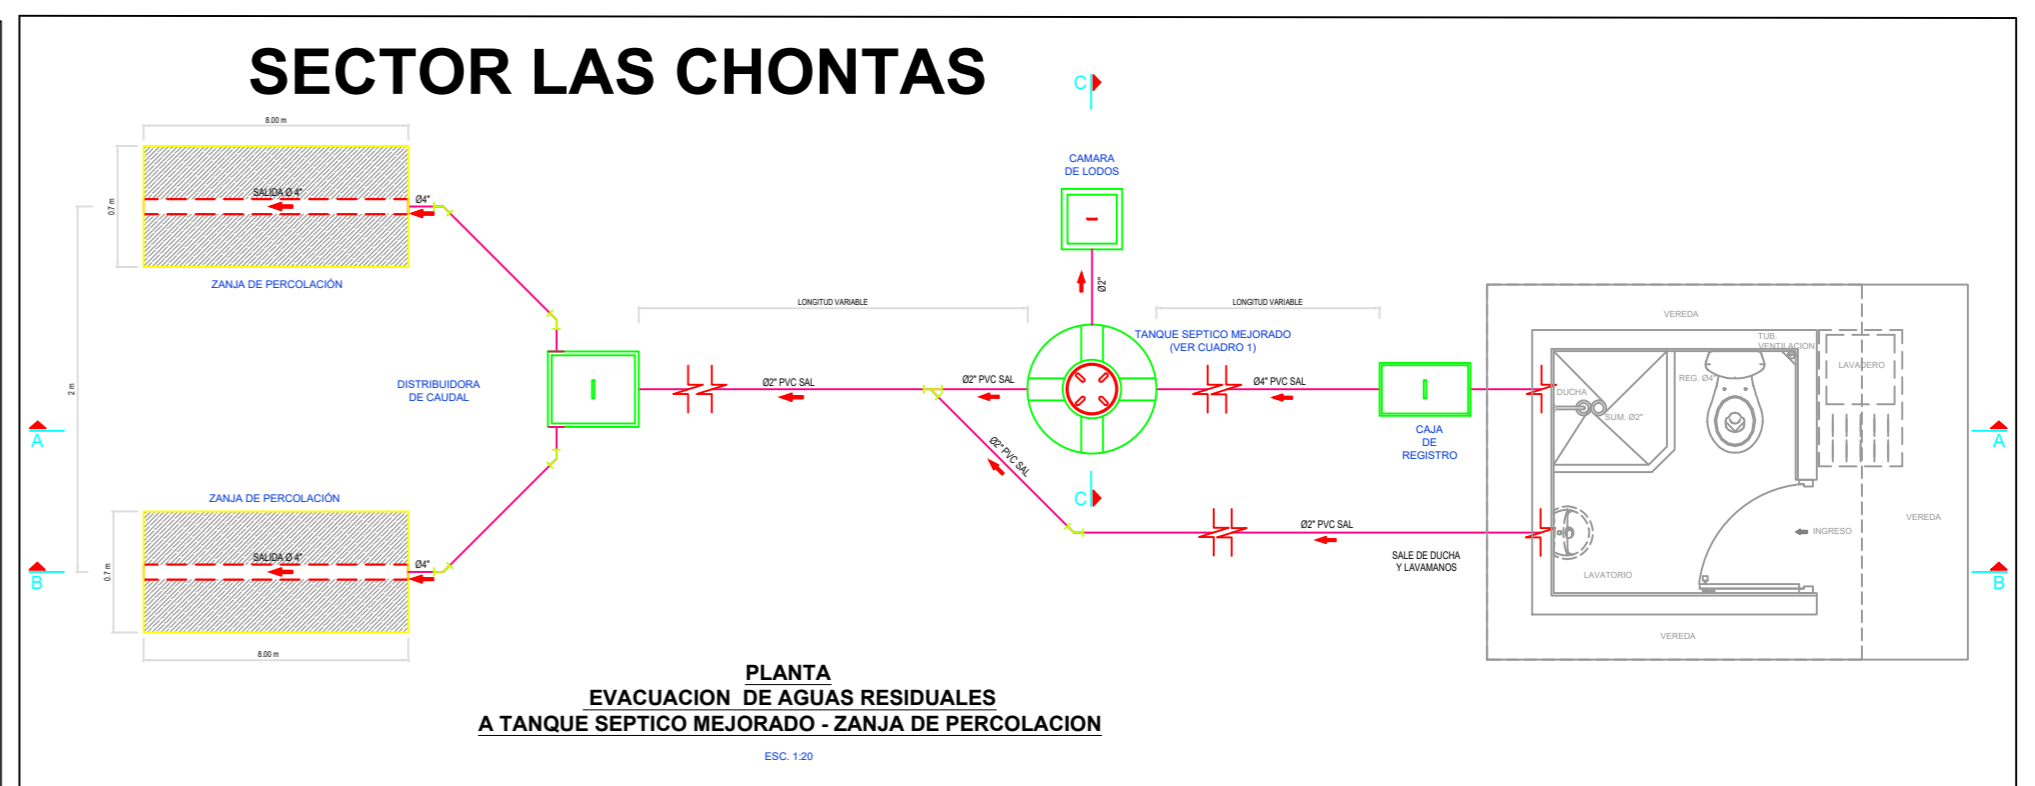 SECTOR LAS CHONTAS
C
8.00 m
CAMARA
DE LODOS
SALIDA Ø 4"
Ø4"
0.7 m
ZANJA DE PERCOLACIÓN
Ø2"
LONGITUD VARIABLE
LONGITUD VARIABLE
VEREDA
TANQUE SEPTICO MEJORADO
(VER CUADRO 1)
TUB.
VENTILACION
LAVADERO
DISTRIBUIDORA
DE CAUDAL
2 m
Ø2" PVC SAL
Ø2" PVC SAL
Ø4" PVC SAL
REG. Ø4"
DUCHA
SUM. Ø2"
A
CAJA
DE
REGISTRO
A
Ø2" PVC SAL
ZANJA DE PERCOLACIÓN
C
Ø2" PVC SAL
VEREDA
INGRESO
SALE DE DUCHA
Y LAVAMANOS
SALIDA Ø 4"
Ø4"
0.7 m
LAVATORIO
B
B
VEREDA
8.00 m
PLANTA
EVACUACION DE AGUAS RESIDUALES
A TANQUE SEPTICO MEJORADO - ZANJA DE PERCOLACION
ESC. 1:20